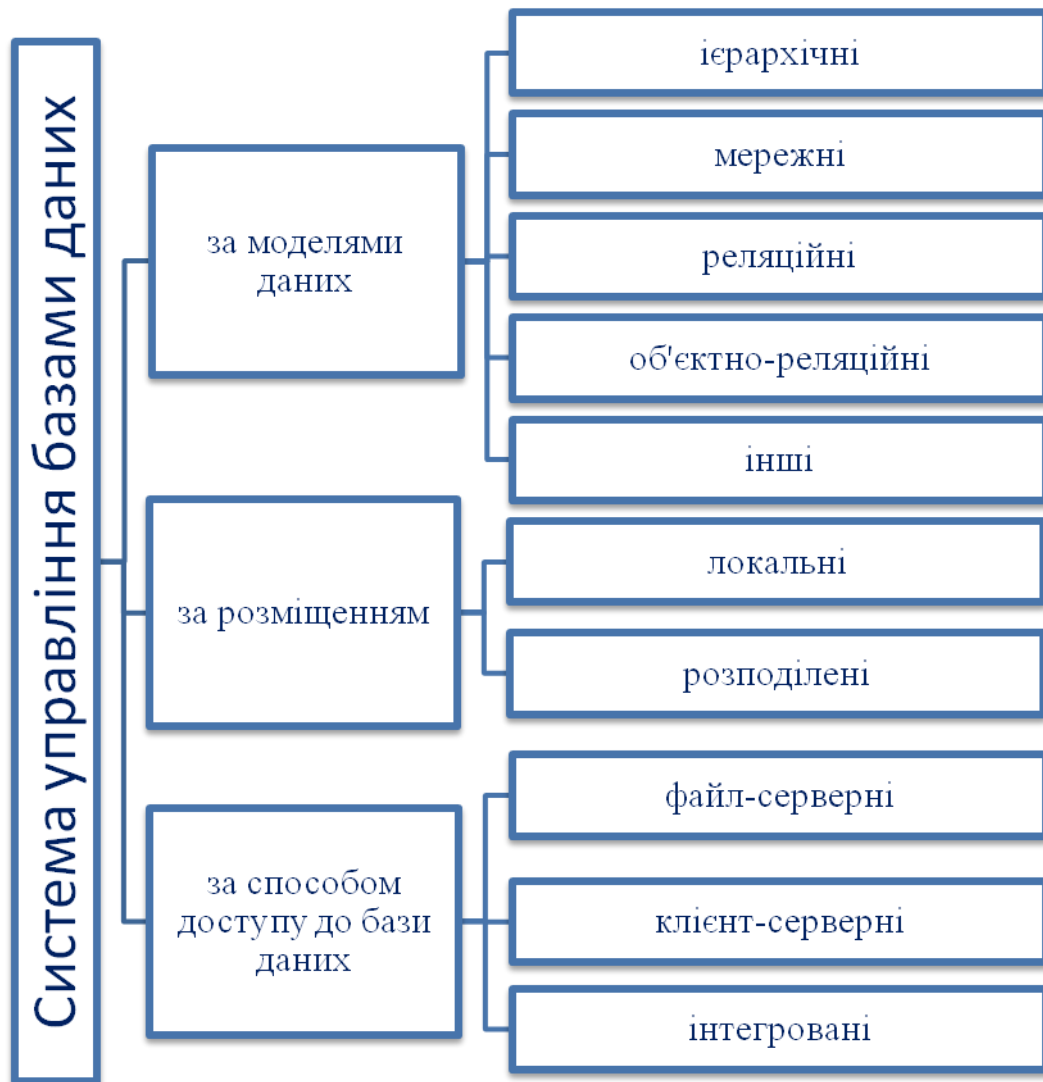 Система управління базами даних
за моделями
даних
ієрархічні
мережні
реляційні
об'єктно-реляційні
інші
за розміщенням
локальні
розподілені
за способом
доступу до бази
даних
файл-серверні
клієнт-серверні
інтегровані